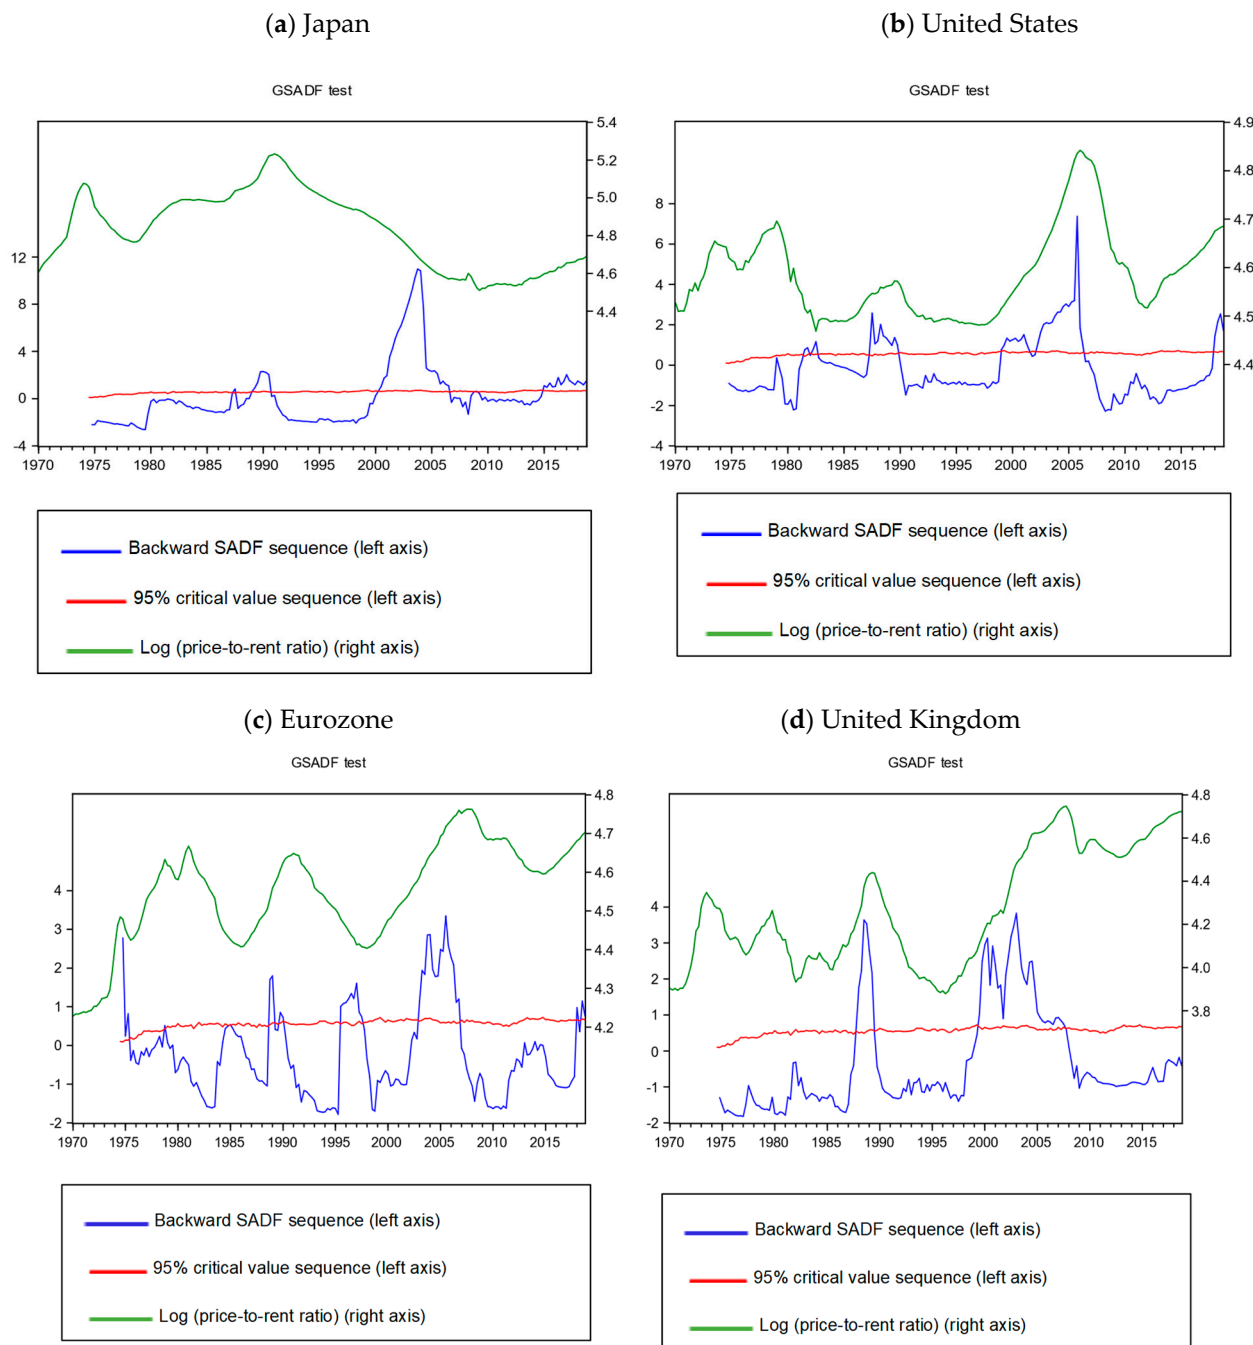 (a) Japan
(b) United States
GSADF test
GSADF test
5.4
5.2
5.0
4.8
4.6
4.4
12
8
4
0
-4
1970 1975 1980 1985 1990 1995 2000 2005 2010 2015
4.9
4.8
4.7
4.6
4.5
4.4
8
6
4
2
0
-2
-4
1970 1975 1980 1985 1990 1995 2000 2005 2010 2015
Backward SADF sequence (left axis)
95% critical value sequence (left axis)
Log (price-to-rent ratio) (right axis)
Backward SADF sequence (left axis)
95% critical value sequence (left axis)
Log (price-to-rent ratio) (right axis)
(c) Eurozone
(d) United Kingdom
GSADF test
GSADF test
4.8
4.7
4.6
4.5
4.4
4.3
4.2
4
3
2
1
0
-1
-2
1970 1975 1980 1985 1990 1995 2000 2005 2010 2015
4.8
4.6
4.4
4.2
4.0
3.8
4
3
2
1
0
-1
-2
1970 1975 1980 1985 1990 1995 2000 2005 2010 2015
Backward SADF sequence (left axis)
95% critical value sequence (left axis)
Log (price-to-rent ratio) (right axis)
Backward SADF sequence (left axis)
95% critical value sequence (left axis)
Log (price-to-rent ratio) (right axis)